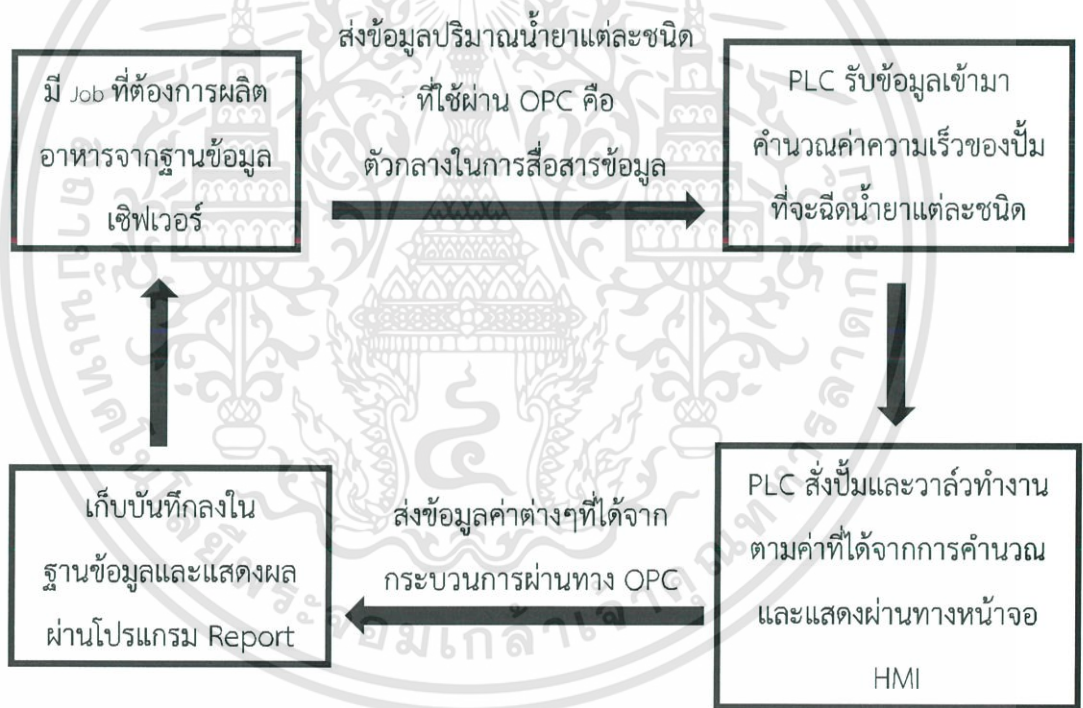 มี Job ที่ต้องการผลิต
อาหารจากฐานข้อมูล
เซิฟเวอร์
ส่งข้อมูลปริมาณน้ำยาแต่ละชนิด
ที่ใช้ผ่าน OPC คือ
ตัวกลางในการสื่อสารข้อมูล
PLC รับข้อมูลเข้ามา
คำนวณค่าความเร็วของปั๊ม
ที่จะฉีดน้ำยาแต่ละชนิด
PLC สั่งปั๊มและวาล์วทำงาน
ตามค่าที่ได้จากการคำนวณ
และแสดงผ่านทางหน้าจอ
HMI
ส่งข้อมูลค่าต่างๆที่ได้จาก
กระบวนการผ่านทาง OPC
เก็บบันทึกลงใน
ฐานข้อมูลและแสดงผล
ผ่านโปรแกรม Report